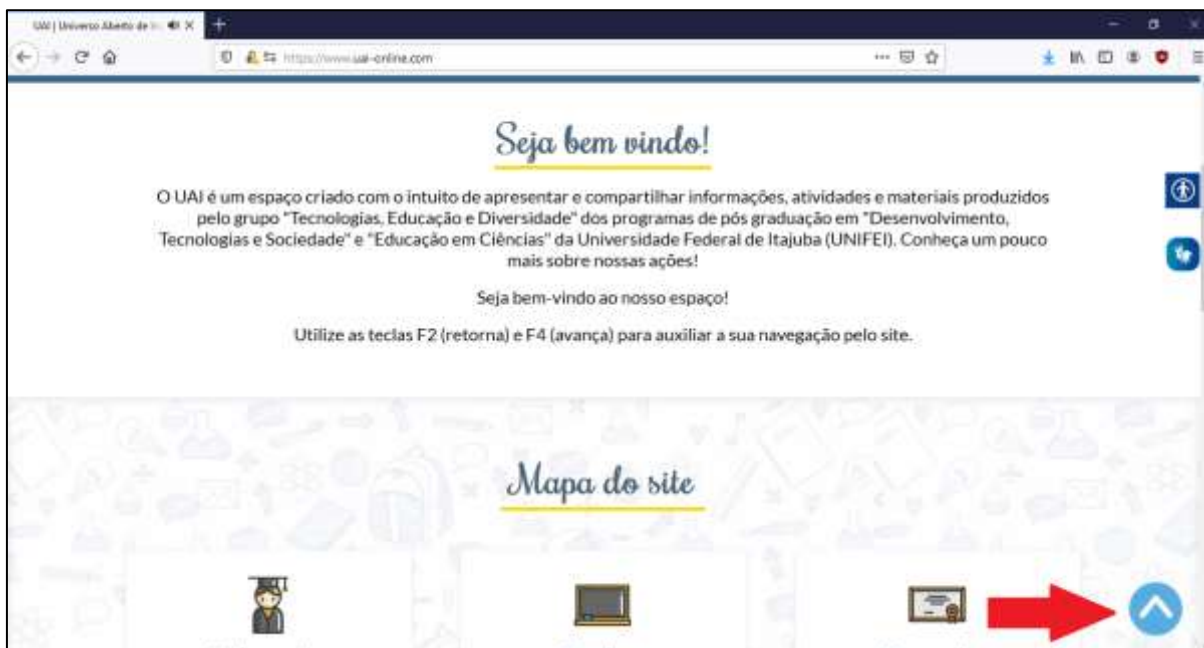 UAI | Universo Aberto de
https://www.uai-online.com
Seja bem vindo!
O UAI é um espaço criado com o intuito de apresentar e compartilhar informações, atividades e materiais produzidos
pelo grupo "Tecnologias, Educação e Diversidade" dos programas de pós graduação em "Desenvolvimento,
Tecnologias e Sociedade" e "Educação em Ciências" da Universidade Federal de Itajuba (UNIFEI). Conheça um pouco
mais sobre nossas ações!
Seja bem-vindo ao nosso espaço!
Utilize as teclas F2 (retorna) e F4 (avança) para auxiliar a sua navegação pelo site.
Mapa do site